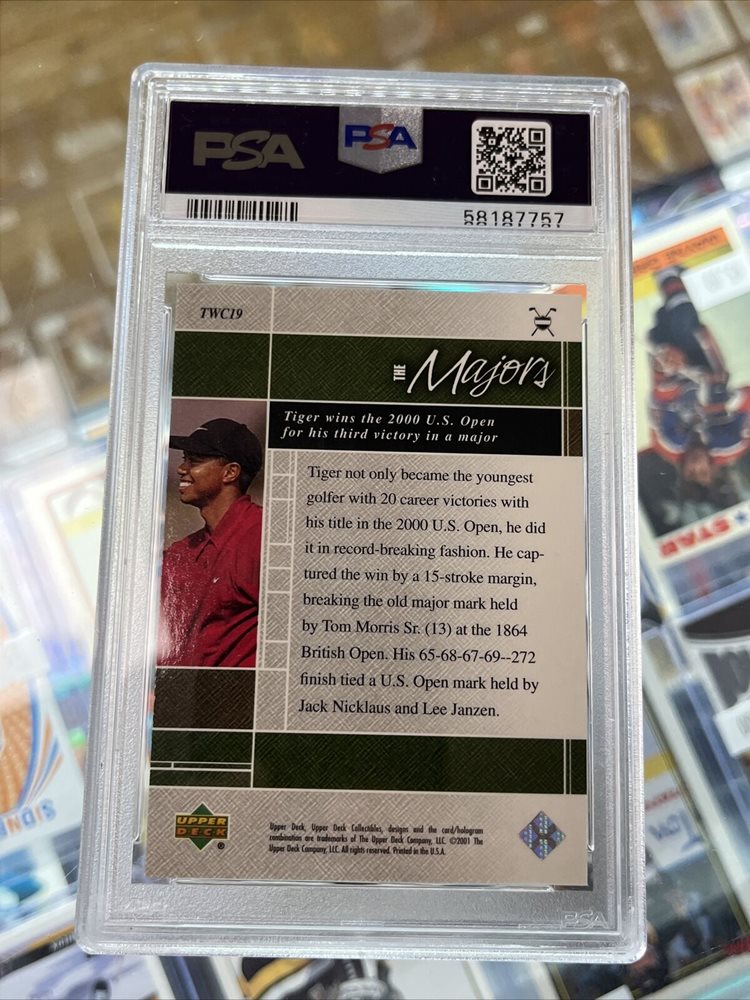 PSA
PSA
58187757
TWC19
THE Majors
Tiger wins the 2000 U.S. Open
for his third victory in a major
Tiger not only became the youngest
golfer with 20 career victories with
his title in the 2000 U.S. Open, he did
it in record-breaking fashion. He cap-
tured the win by a 15-stroke margin,
breaking the old major mark held
by Tom Morris Sr. (13) at the 1864
British Open. His 65-68-67-69--272
finish tied a U.S. Open mark held by
Jack Nicklaus and Lee Janzen.
UPPER
DECK
®
Upper Deck, Upper Deck Collectibles, designs and the card/hologram
combination are trademarks of The Upper Deck Company, LLC. ©2001 The
Upper Deck Company, LLC. All rights reserved. Printed in the U.S.A.
PSA
STAR